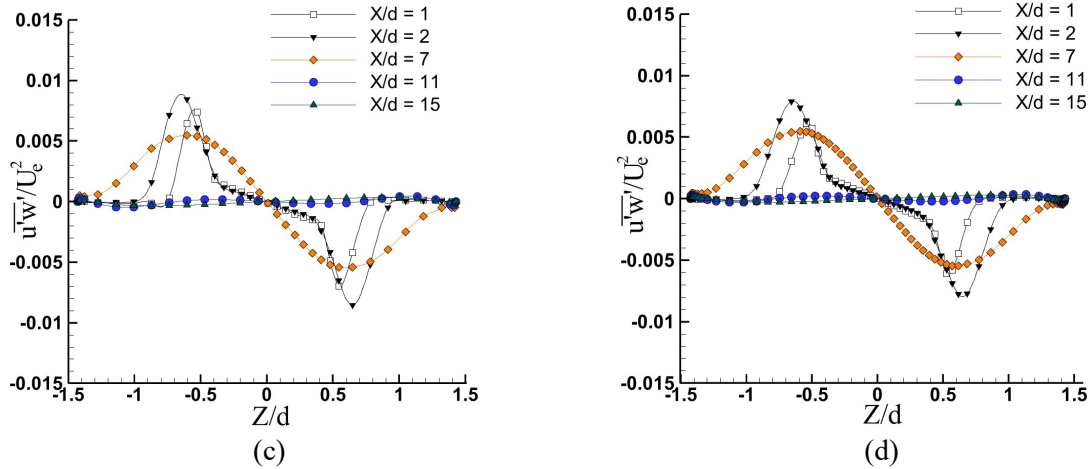 0.015
0.01
0.005
0
-0.005
-0.01
-0.015
-1.5 -1 -0.5 0 0.5 1 1.5
u'w'/U_e^2
Z/d
X/d = 1
X/d = 2
X/d = 7
X/d = 11
X/d = 15
(c)
0.015
0.01
0.005
0
-0.005
-0.01
-0.015
-1.5 -1 -0.5 0 0.5 1 1.5
u'w'/U_e^2
Z/d
X/d = 1
X/d = 2
X/d = 7
X/d = 11
X/d = 15
(d)